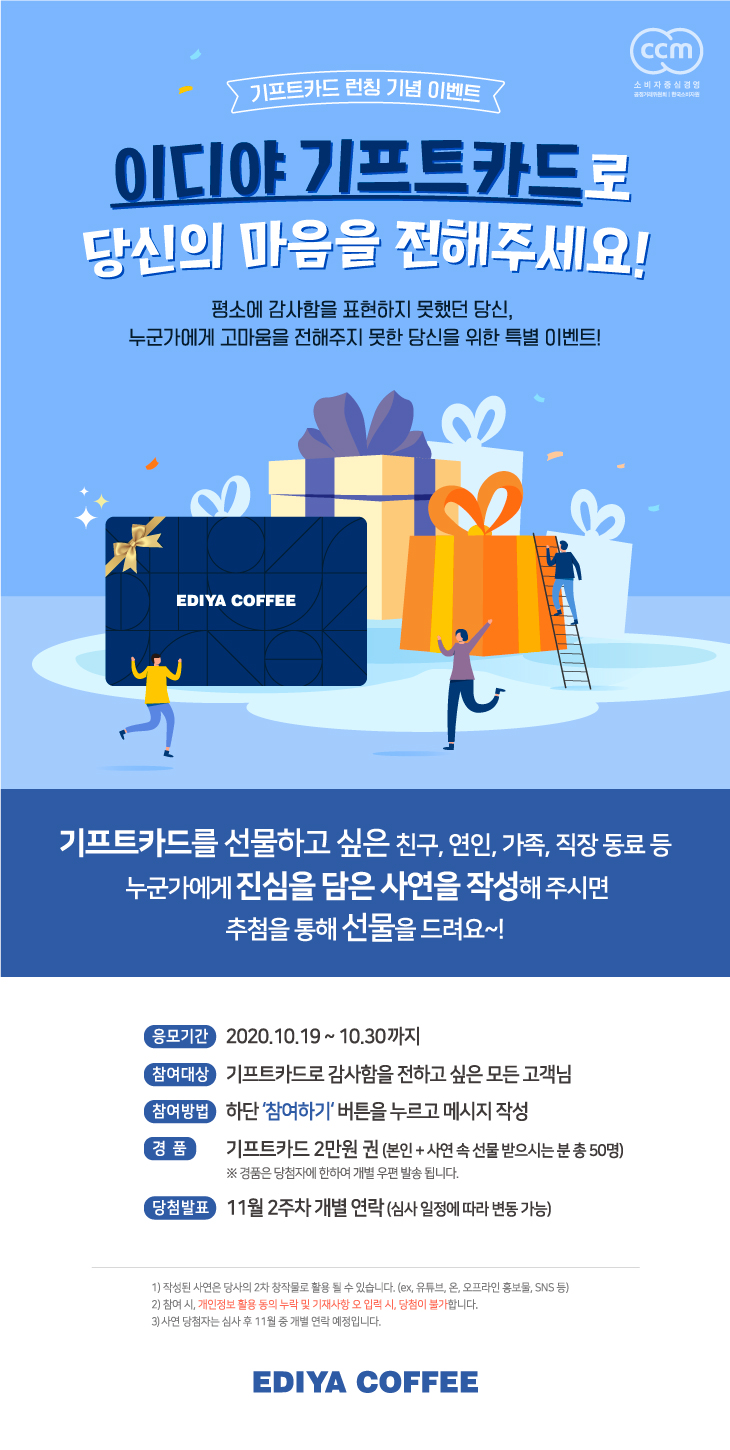 ccm
소비자중심경영
공정거래위원회 | 한국소비자원
기프트카드 런칭 기념 이벤트
이디야 기프트카드로
당신의 마음을 전해주세요!
평소에 감사함을 표현하지 못했던 당신,
누군가에게 고마움을 전해주지 못한 당신을 위한 특별 이벤트!
EDIYA COFFEE
기프트카드를 선물하고 싶은 친구, 연인, 가족, 직장 동료 등
누군가에게 진심을 담은 사연을 작성해 주시면
추첨을 통해 선물을 드려요~!
응모기간 2020.10.19 ~ 10.30까지
참여대상 기프트카드로 감사함을 전하고 싶은 모든 고객님
참여방법 하단 '참여하기' 버튼을 누르고 메시지 작성
경 품 기프트카드 2만원 권 (본인 + 사연 속 선물 받으시는 분 총 50명)
※ 경품은 당첨자에 한하여 개별 우편 발송 됩니다.
당첨발표 11월 2주차 개별 연락 (심사 일정에 따라 변동 가능)
1) 작성된 사연은 당사의 2차 창작물로 활용 될 수 있습니다. (ex, 유튜브, 온, 오프라인 홍보물, SNS 등)
2) 참여 시, 개인정보 활용 동의 누락 및 기재사항 오 입력 시, 당첨이 불가합니다.
3) 사연 당첨자는 심사 후 11월 중 개별 연락 예정입니다.
EDIYA COFFEE